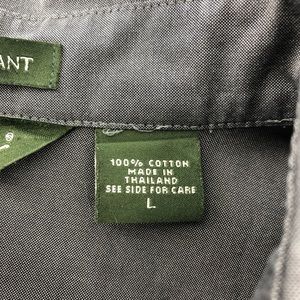 ANT
100% COTTON
MADE IN
THAILAND
SEE SIDE FOR CARE
L